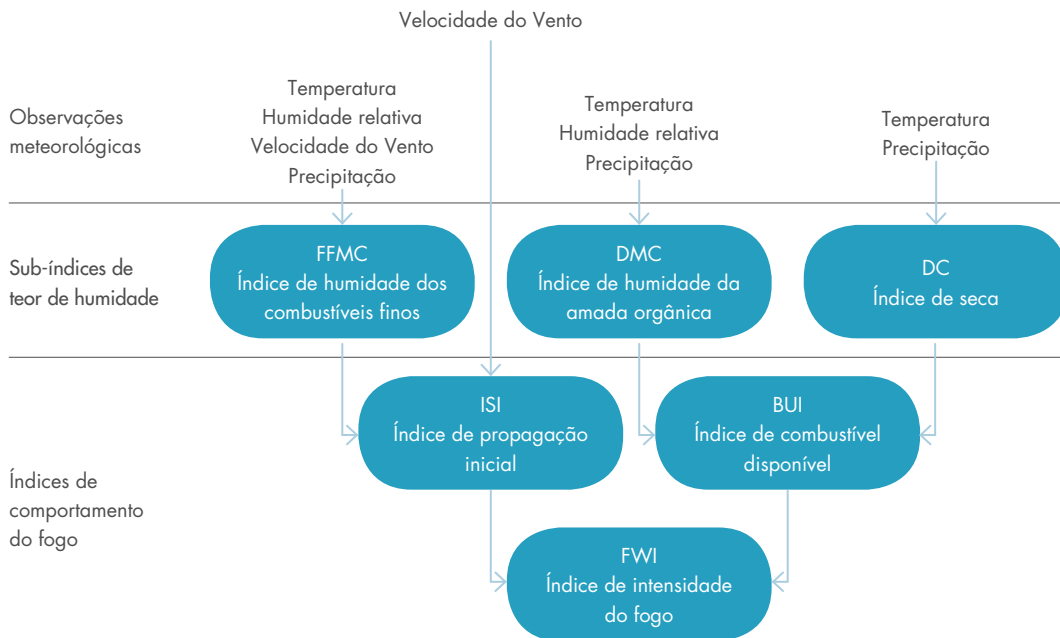 Velocidade do Vento
Observações
meteorológicas
Temperatura
Humidade relativa
Velocidade do Vento
Precipitação
Temperatura
Humidade relativa
Precipitação
Temperatura
Precipitação
Sub-índices de
teor de humidade
FFMC
Índice de humidade dos
combustíveis finos
DMC
Índice de humidade da
amada orgânica
DC
Índice de seca
Índices de
comportamento
do fogo
ISI
Índice de propagação
inicial
BUI
Índice de combustível
disponível
FWI
Índice de intensidade
do fogo